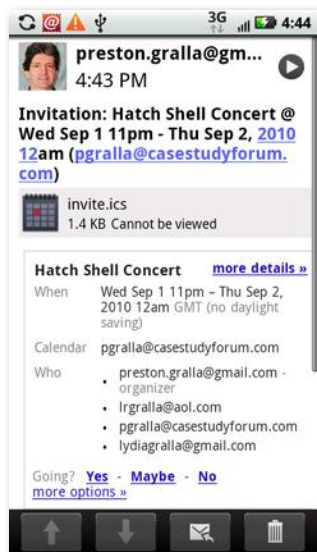 3G 4:44
preston.gralla@gm...
4:43 PM
Invitation: Hatch Shell Concert @
Wed Sep 1 11pm - Thu Sep 2, 2010
12am (pgralla@casestudyforum.
com)
invite.ics
1.4 KB Cannot be viewed
Hatch Shell Concert more details »
When Wed Sep 1 11pm – Thu Sep 2,
2010 12am GMT (no daylight
saving)
Calendar pgralla@casestudyforum.com
Who • preston.gralla@gmail.com -
organizer
• lrgralla@aol.com
• pgralla@casestudyforum.com
• lydiagralla@gmail.com
Going? Yes - Maybe - No
more options »